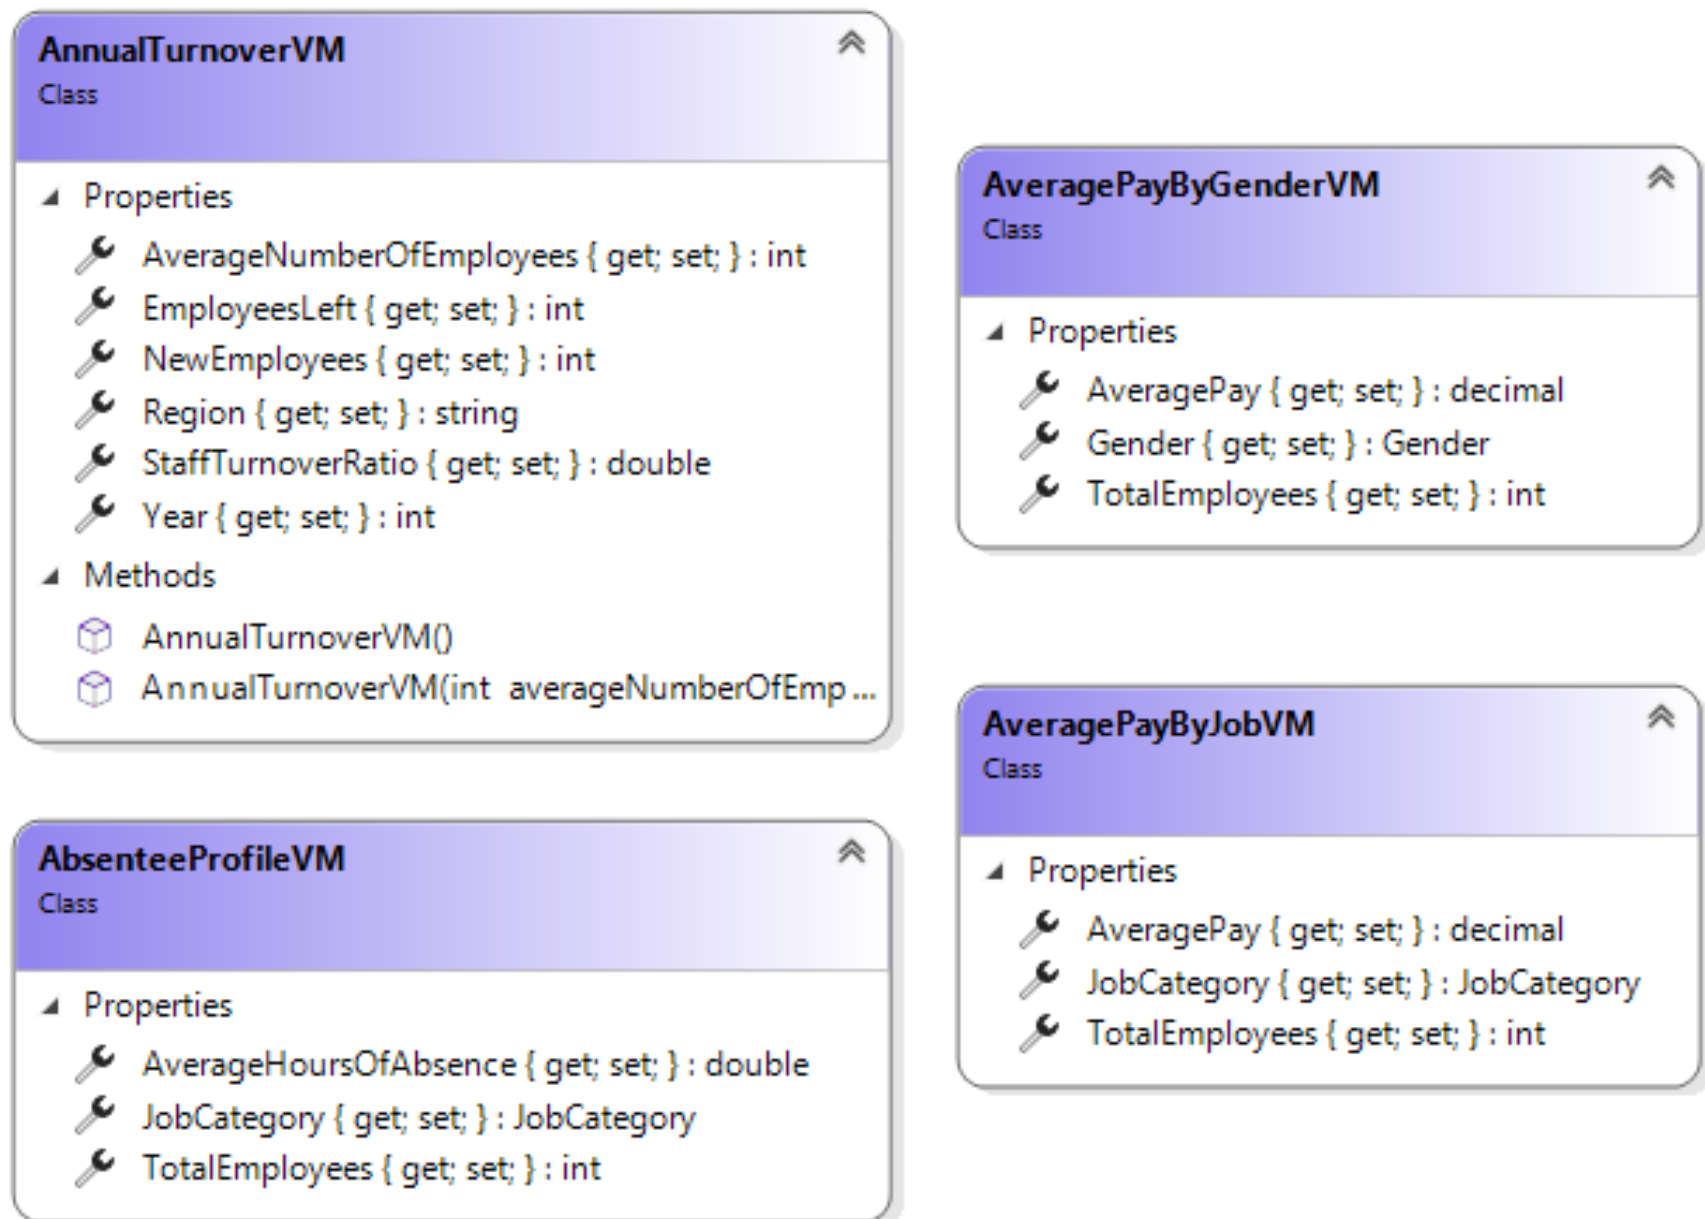 AnnualTurnoverVM
Class
Properties
AverageNumberOfEmployees { get; set; } : int
EmployeesLeft { get; set; } : int
NewEmployees { get; set; } : int
Region { get; set; } : string
StaffTurnoverRatio { get; set; } : double
Year { get; set; } : int
Methods
AnnualTurnoverVM()
AnnualTurnoverVM(int averageNumberOfEmp...
AbsenteeProfileVM
Class
Properties
AverageHoursOfAbsence { get; set; } : double
JobCategory { get; set; } : JobCategory
TotalEmployees { get; set; } : int
AveragePayByGenderVM
Class
Properties
AveragePay { get; set; } : decimal
Gender { get; set; } : Gender
TotalEmployees { get; set; } : int
AveragePayByJobVM
Class
Properties
AveragePay { get; set; } : decimal
JobCategory { get; set; } : JobCategory
TotalEmployees { get; set; } : int